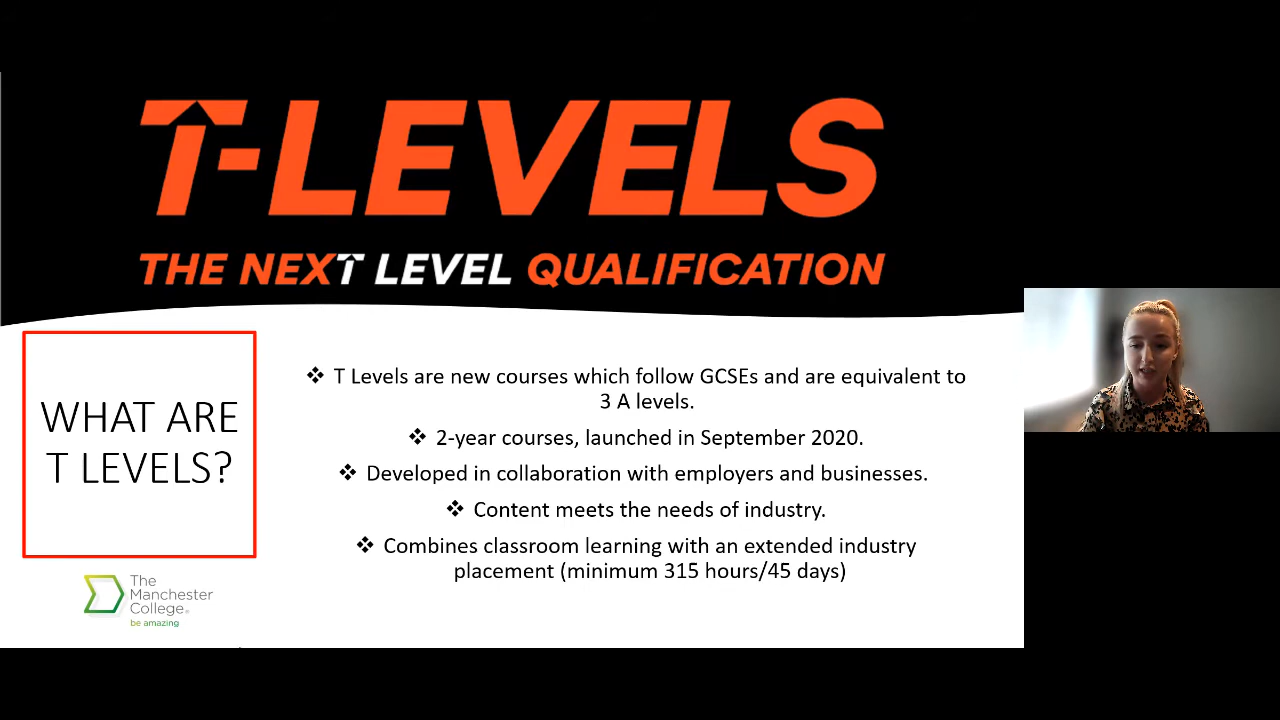 T-LEVELS
THE NEXT LEVEL QUALIFICATION
WHAT ARE
T LEVELS?
❖ T Levels are new courses which follow GCSEs and are equivalent to
3 A levels.
❖ 2-year courses, launched in September 2020.
❖ Developed in collaboration with employers and businesses.
❖ Content meets the needs of industry.
❖ Combines classroom learning with an extended industry
placement (minimum 315 hours/45 days)
The
Manchester
College®
be amazing